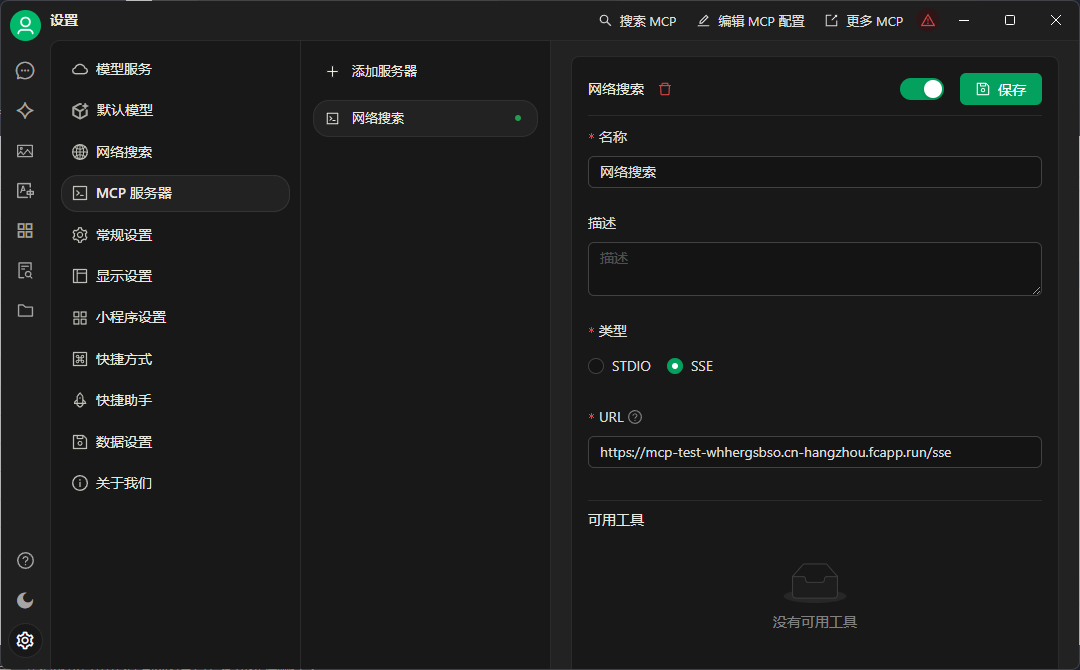 设置
搜索 MCP
编辑 MCP 配置
更多 MCP
模型服务
默认模型
网络搜索
MCP 服务器
常规设置
显示设置
小程序设置
快捷方式
快捷助手
数据设置
关于我们
添加服务器
网络搜索
网络搜索
保存
* 名称
网络搜索
描述
描述
* 类型
STDIO
SSE
* URL
https://mcp-test-whhergsbso.cn-hangzhou.fcapp.run/sse
可用工具
没有可用工具